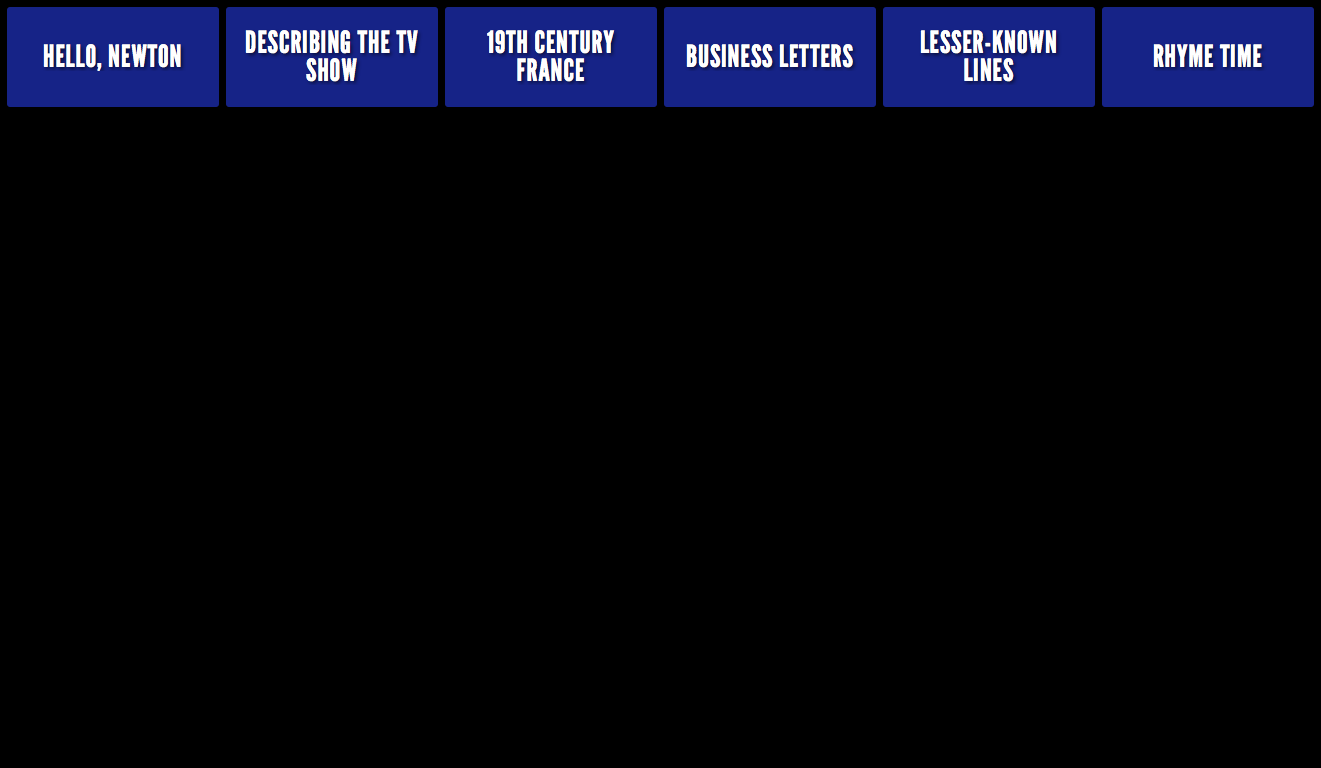 HELLO, NEWTON
DESCRIBING THE TV
SHOW
19TH CENTURY
FRANCE
BUSINESS LETTERS
LESSER-KNOWN
LINES
RHYME TIME